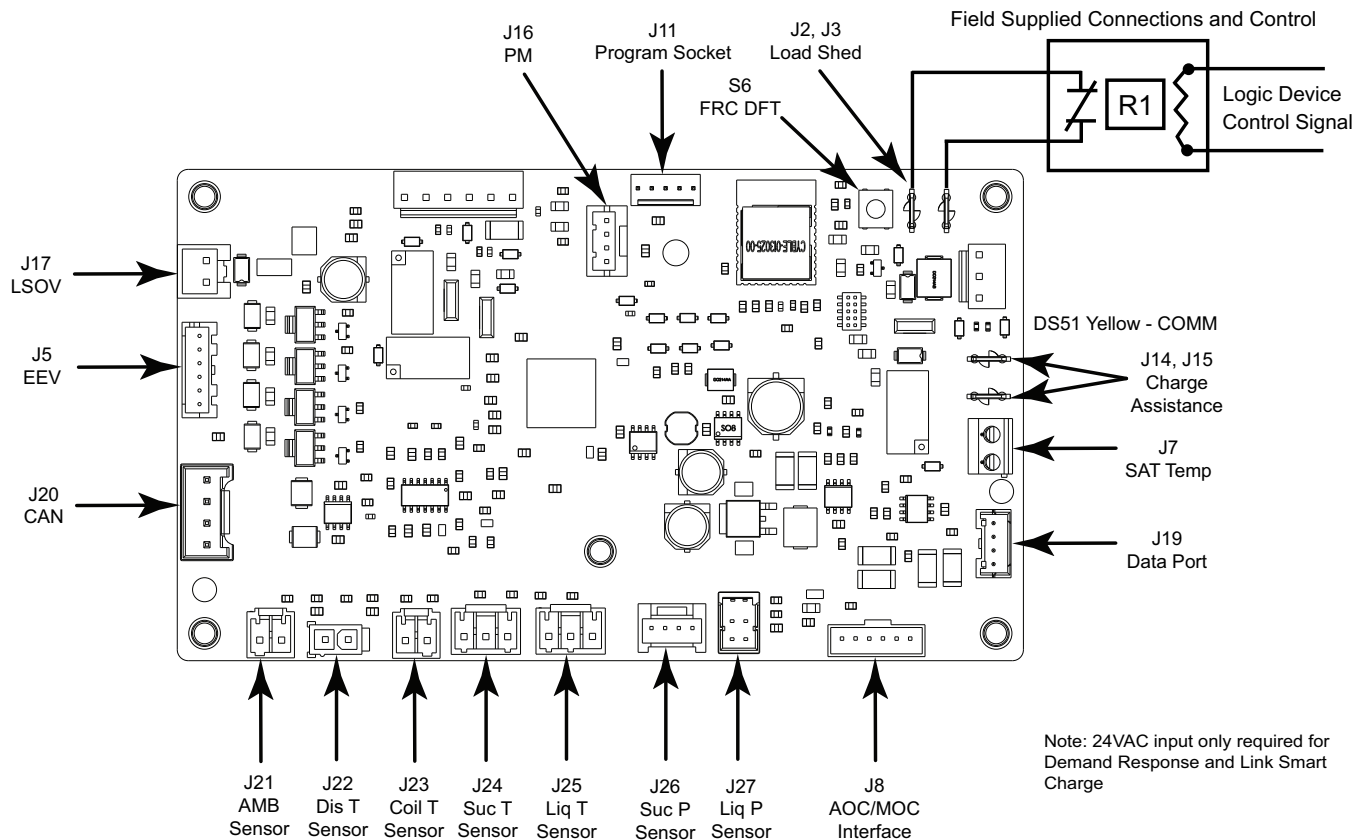 Field Supplied Connections and Control
J16
PM
J11
Program Socket
J2, J3
Load Shed
S6
FRC DFT
R1
Logic Device
Control Signal
CYBLE-013025-00
J17
LSOV
J5
EEV
J20
CAN
DS51 Yellow - COMM
J14, J15
Charge
Assistance
J7
SAT Temp
J19
Data Port
SOB
J21
AMB
Sensor
J22
Dis T
Sensor
J23
Coil T
Sensor
J24
Suc T
Sensor
J25
Liq T
Sensor
J26
Suc P
Sensor
J27
Liq P
Sensor
J8
AOC/MOC
Interface
Note: 24VAC input only required for
Demand Response and Link Smart
Charge